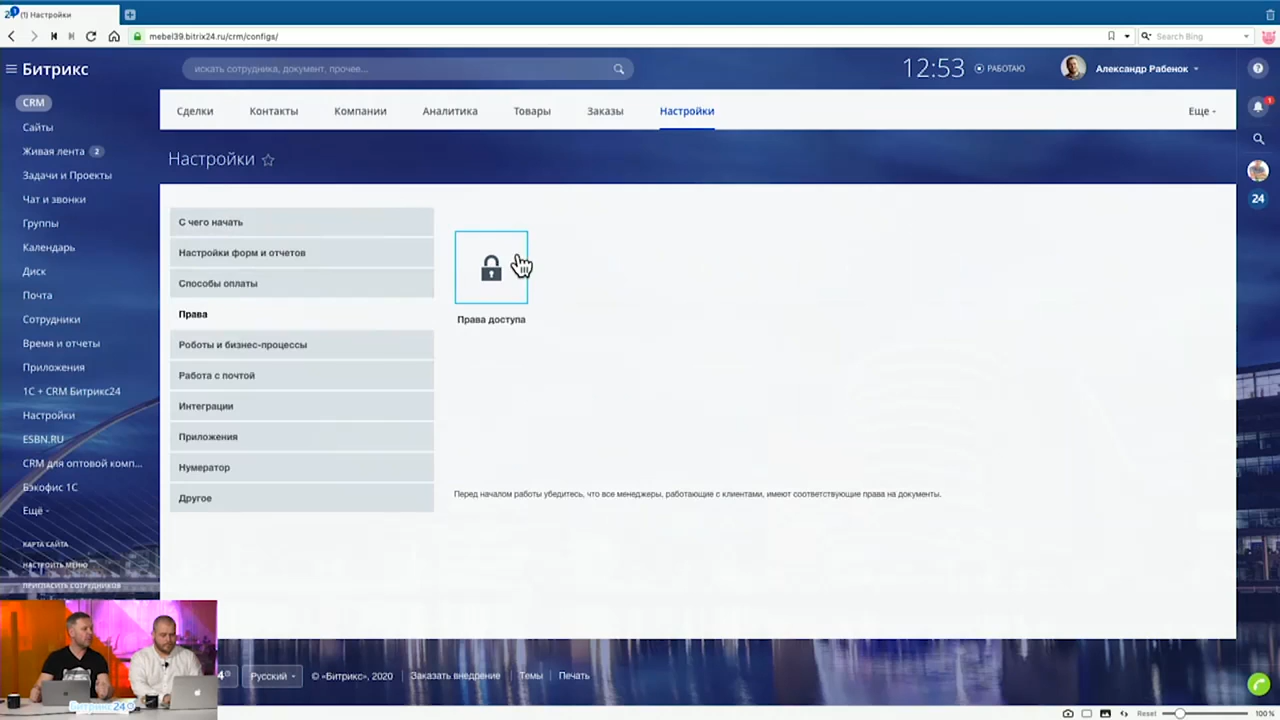 (1) Настройки
mebel39.bitrix24.ru/crm/configs/
Search Bing
Битрикс
искать сотрудника, документ, прочее...
12:53
РАБОТАЮ
Александр Рабенок
CRM
Сайты
Живая лента 2
Задачи и Проекты
Чат и звонки
Группы
Календарь
Диск
Почта
Сотрудники
Время и отчеты
Приложения
1С + CRM Битрикс24
Настройки
ESBN.RU
CRM для оптовой комп...
Бэкофис 1С
Ещё
КАРТА САЙТА
НАСТРОИТЬ МЕНЮ
ПРИГЛАСИТЬ СОТРУДНИКОВ
Сделки
Контакты
Компании
Аналитика
Товары
Заказы
Настройки
Еще
Настройки
С чего начать
Настройки форм и отчетов
Способы оплаты
Права
Роботы и бизнес-процессы
Работа с почтой
Интеграции
Приложения
Нумератор
Другое
Права доступа
Перед началом работы убедитесь, что все менеджеры, работающие с клиентами, имеют соответствующие права на документы.
1
24
Русский
© «Битрикс», 2020
Заказать внедрение
Темы
Печать
Битрикс24
Reset
100 %